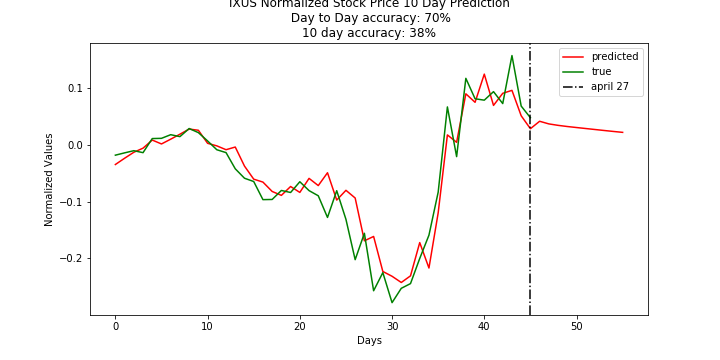 IXUS Normalized Stock Price 10 Day Prediction
Day to Day accuracy: 70%
10 day accuracy: 38%
predicted
true
april 27
Normalized Values
0.1
0.0
−0.1
−0.2
0 10 20 30 40 50
Days